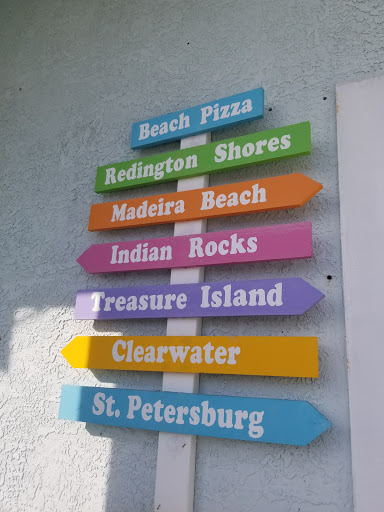 Beach Pizza
Redington Shores
Madeira Beach
Indian Rocks
Treasure Island
Clearwater
St. Petersburg